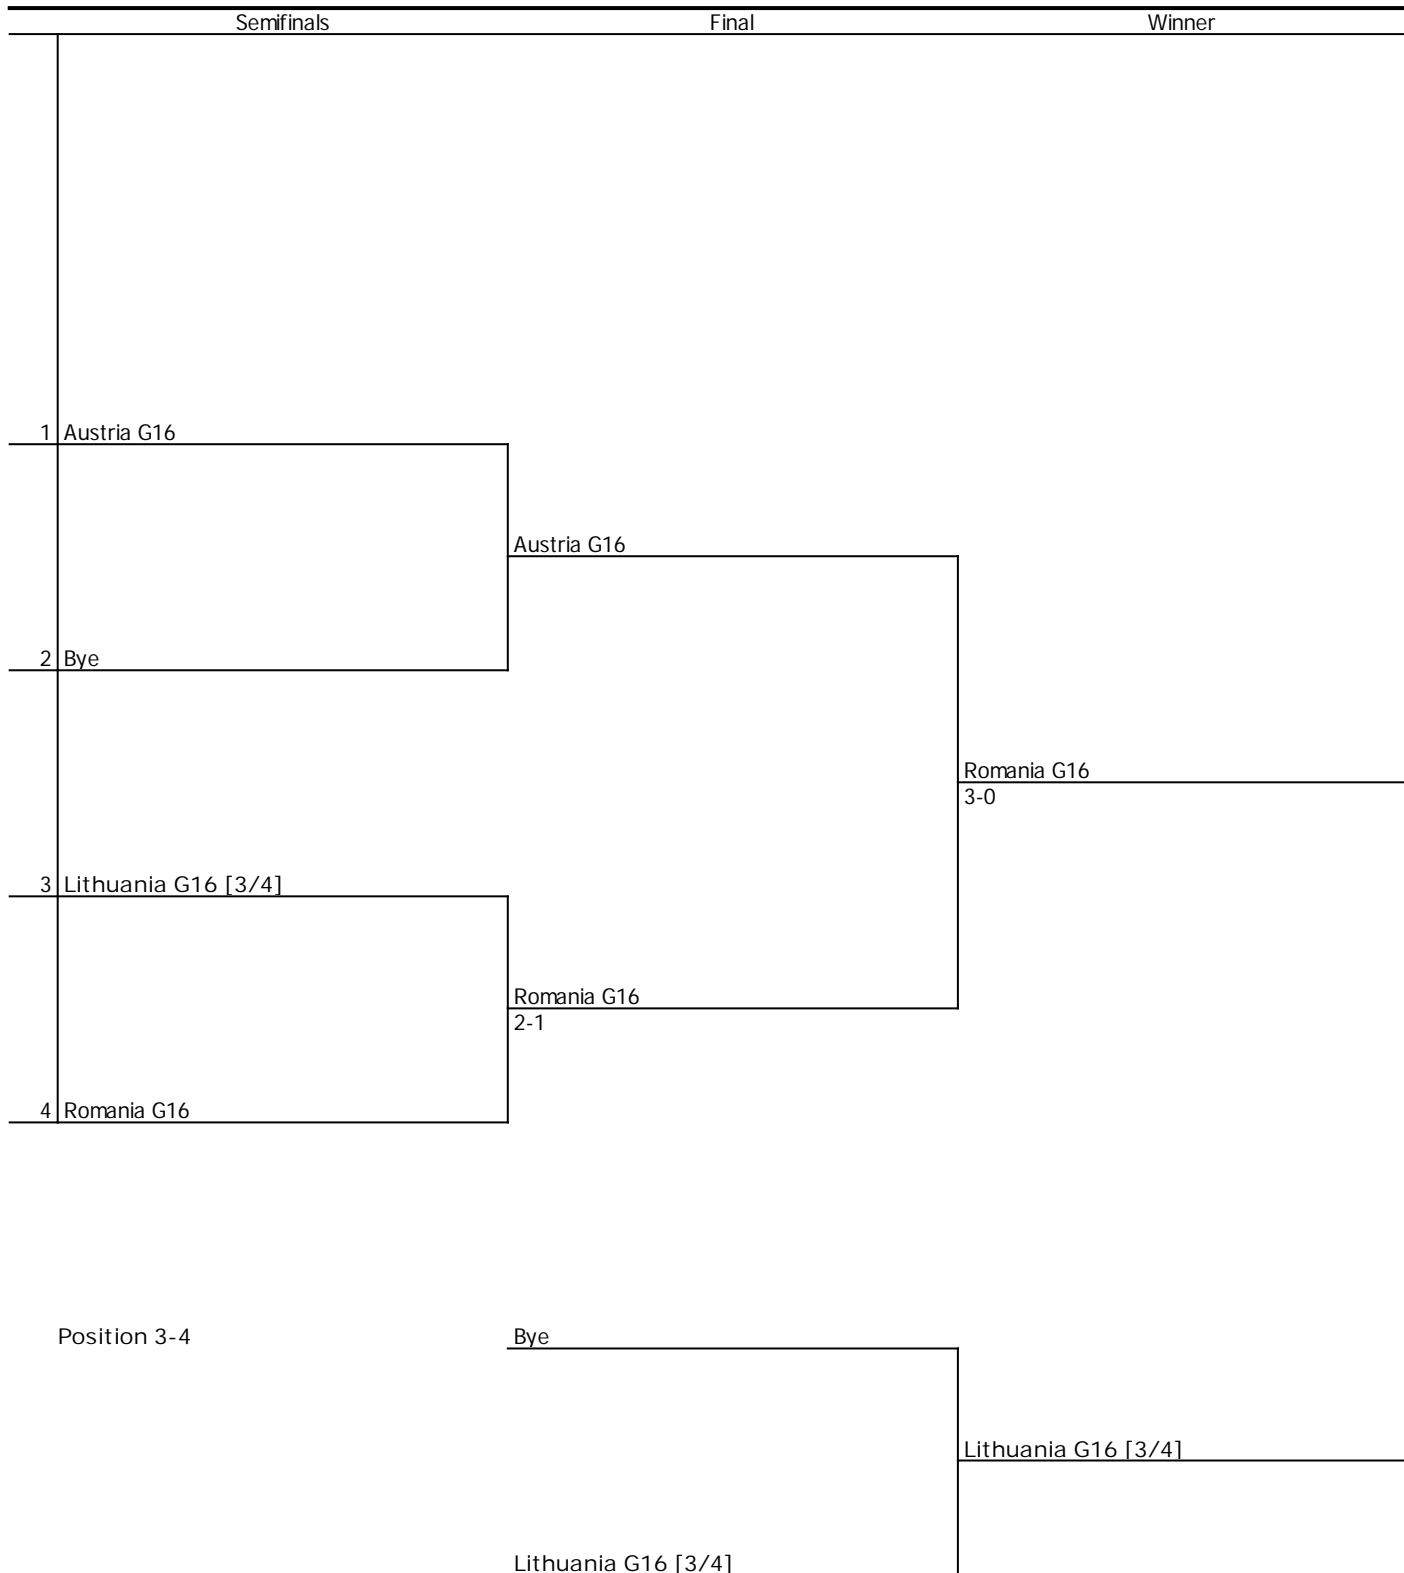 Semifinals Final Winner
1 Austria G16
Austria G16
2 Bye
Romania G16
3-0
3 Lithuania G16 [3/4]
Romania G16
2-1
4 Romania G16
Position 3-4 Bye
Lithuania G16 [3/4]
Lithuania G16 [3/4]